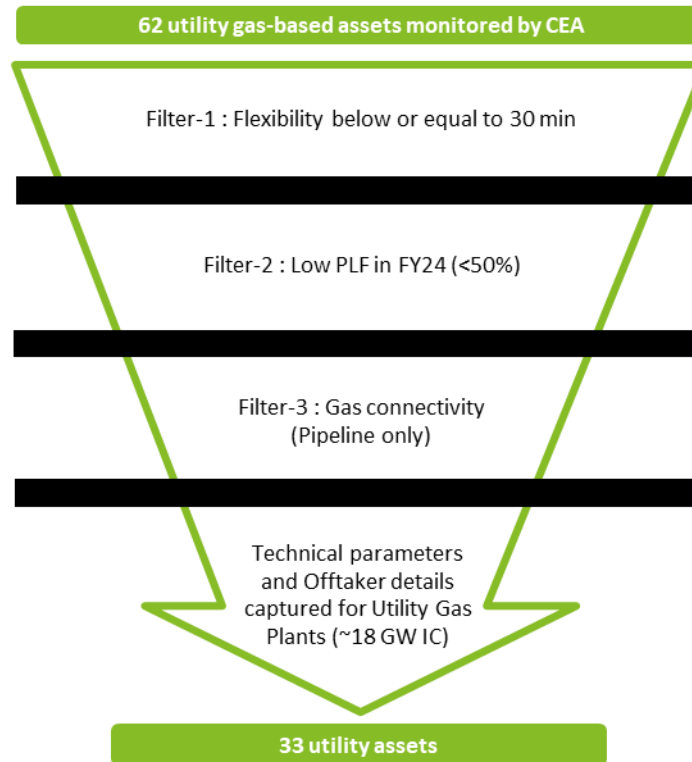 62 utility gas-based assets monitored by CEA
Filter-1 : Flexibility below or equal to 30 min
Filter-2 : Low PLF in FY24 (<50%)
Filter-3 : Gas connectivity
(Pipeline only)
Technical parameters
and Offtaker details
captured for Utility Gas
Plants (~18 GW IC)
33 utility assets